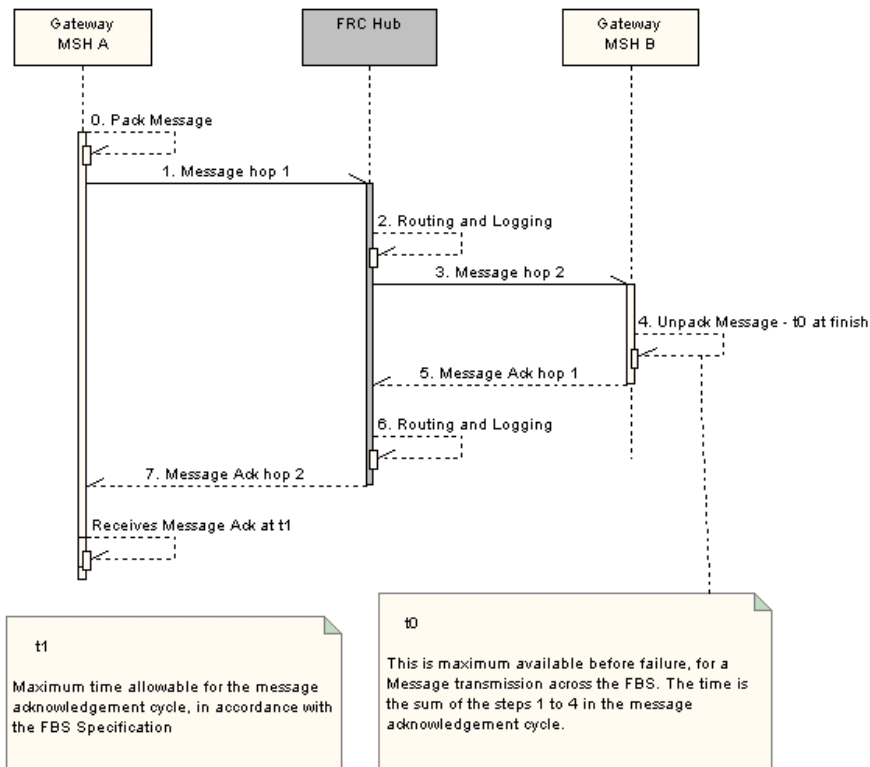 Gateway
MSH A
FRC Hub
Gateway
MSH B
0. Pack Message
1. Message hop 1
2. Routing and Logging
3. Message hop 2
4. Unpack Message - t0 at finish
5. Message Ack hop 1
6. Routing and Logging
7. Message Ack hop 2
Receives Message Ack at t1
t1
Maximum time allowable for the message
acknowledgement cycle, in accordance with
the FBS Specification
t0
This is maximum available before failure, for a
Message transmission across the FBS. The time is
the sum of the steps 1 to 4 in the message
acknowledgement cycle.